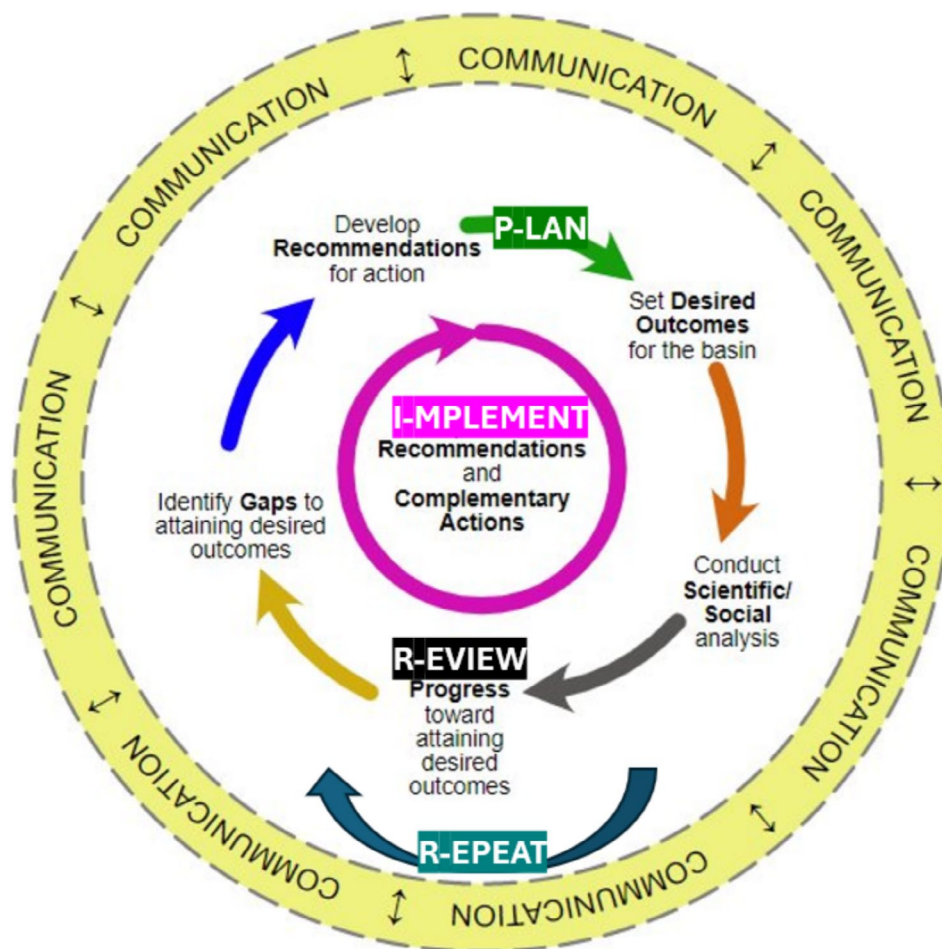 COMMUNICATION
COMMUNICATION
COMMUNICATION
COMMUNICATION
COMMUNICATION
COMMUNICATION
COMMUNICATION
COMMUNICATION
Develop
Recommendations
for action
P-LAN
Set Desired
Outcomes
for the basin
I-MPLEMENT
Recommendations
and
Complementary
Actions
Identify Gaps to
attaining desired
outcomes
Conduct
Scientific/
Social
analysis
R-EVIEW
Progress
toward
attaining
desired
outcomes
R-EPEAT